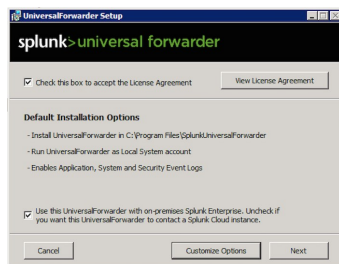 UniversalForwarder Setup
splunk>universal forwarder
Check this box to accept the License Agreement
View License Agreement
Default Installation Options
- Install UniversalForwarder in C:\Program Files\SplunkUniversalForwarder
- Run UniversalForwarder as Local System account
- Enables Application, System and Security Event Logs
Use this UniversalForwarder with on-premises Splunk Enterprise. Uncheck if
you want this UniversalForwarder to contact a Splunk Cloud instance.
Cancel
Customize Options
Next